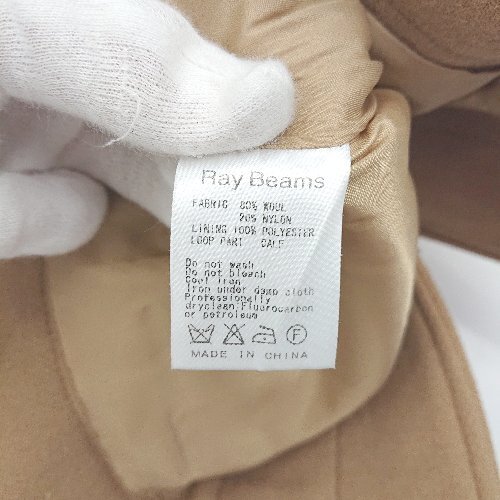 Ray Beams
FABRIC 80% WOUL
20% NYLON
LINING 100% POLYESTER
LOOP PART CALF
Do not wash
Do not bleach
Cool iron
Iron under damp cloth
Professionally
dryclean:Fluorocarbon
or petroleum
F
MADE IN CHINA